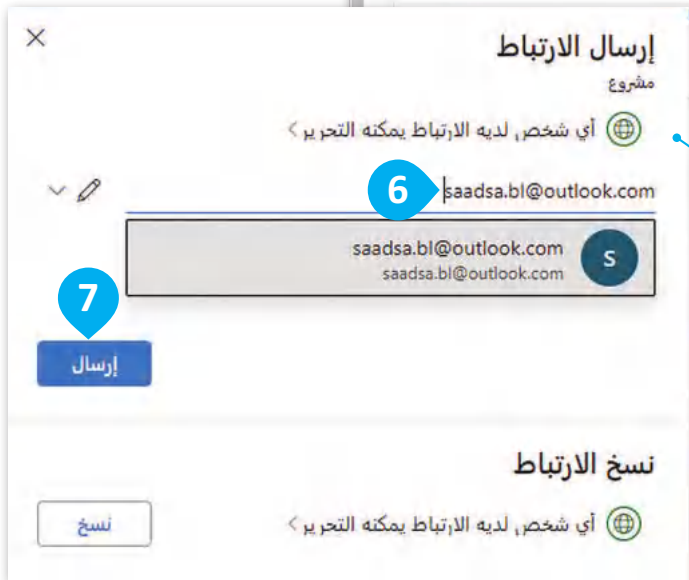 إرسال الارتباط
مشروع
أي شخص لديه الارتباط يمكنه التحرير >
6 saadsa.bl@outlook.com
S saadsa.bl@outlook.com
saadsa.bl@outlook.com
7
إرسال
نسخ الارتباط
أي شخص لديه الارتباط يمكنه التحرير >
نسخ